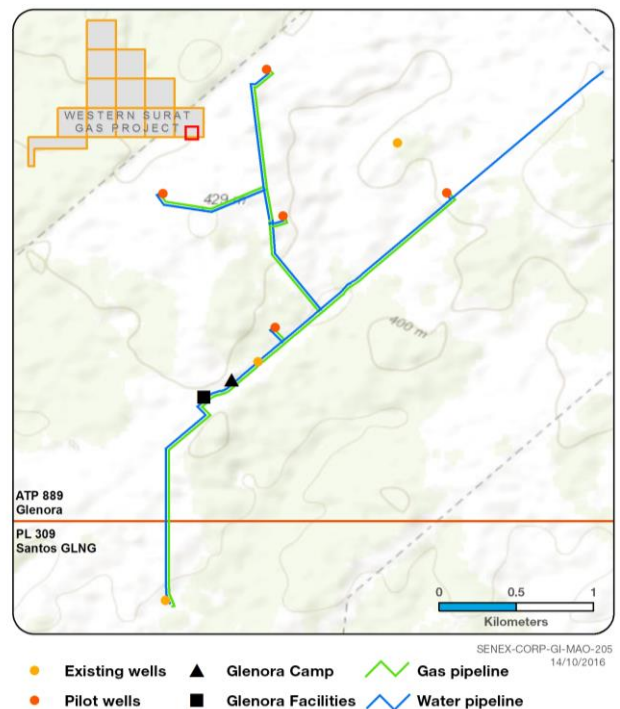 WESTERN SURAT
GAS PROJECT
429 m
400 m
ATP 889
Glenora
PL 309
Santos GLNG
0 0.5 1
Kilometers
SENEX-CORP-GI-MAO-205
14/10/2016
Existing wells Glenora Camp Gas pipeline
Pilot wells Glenora Facilities Water pipeline